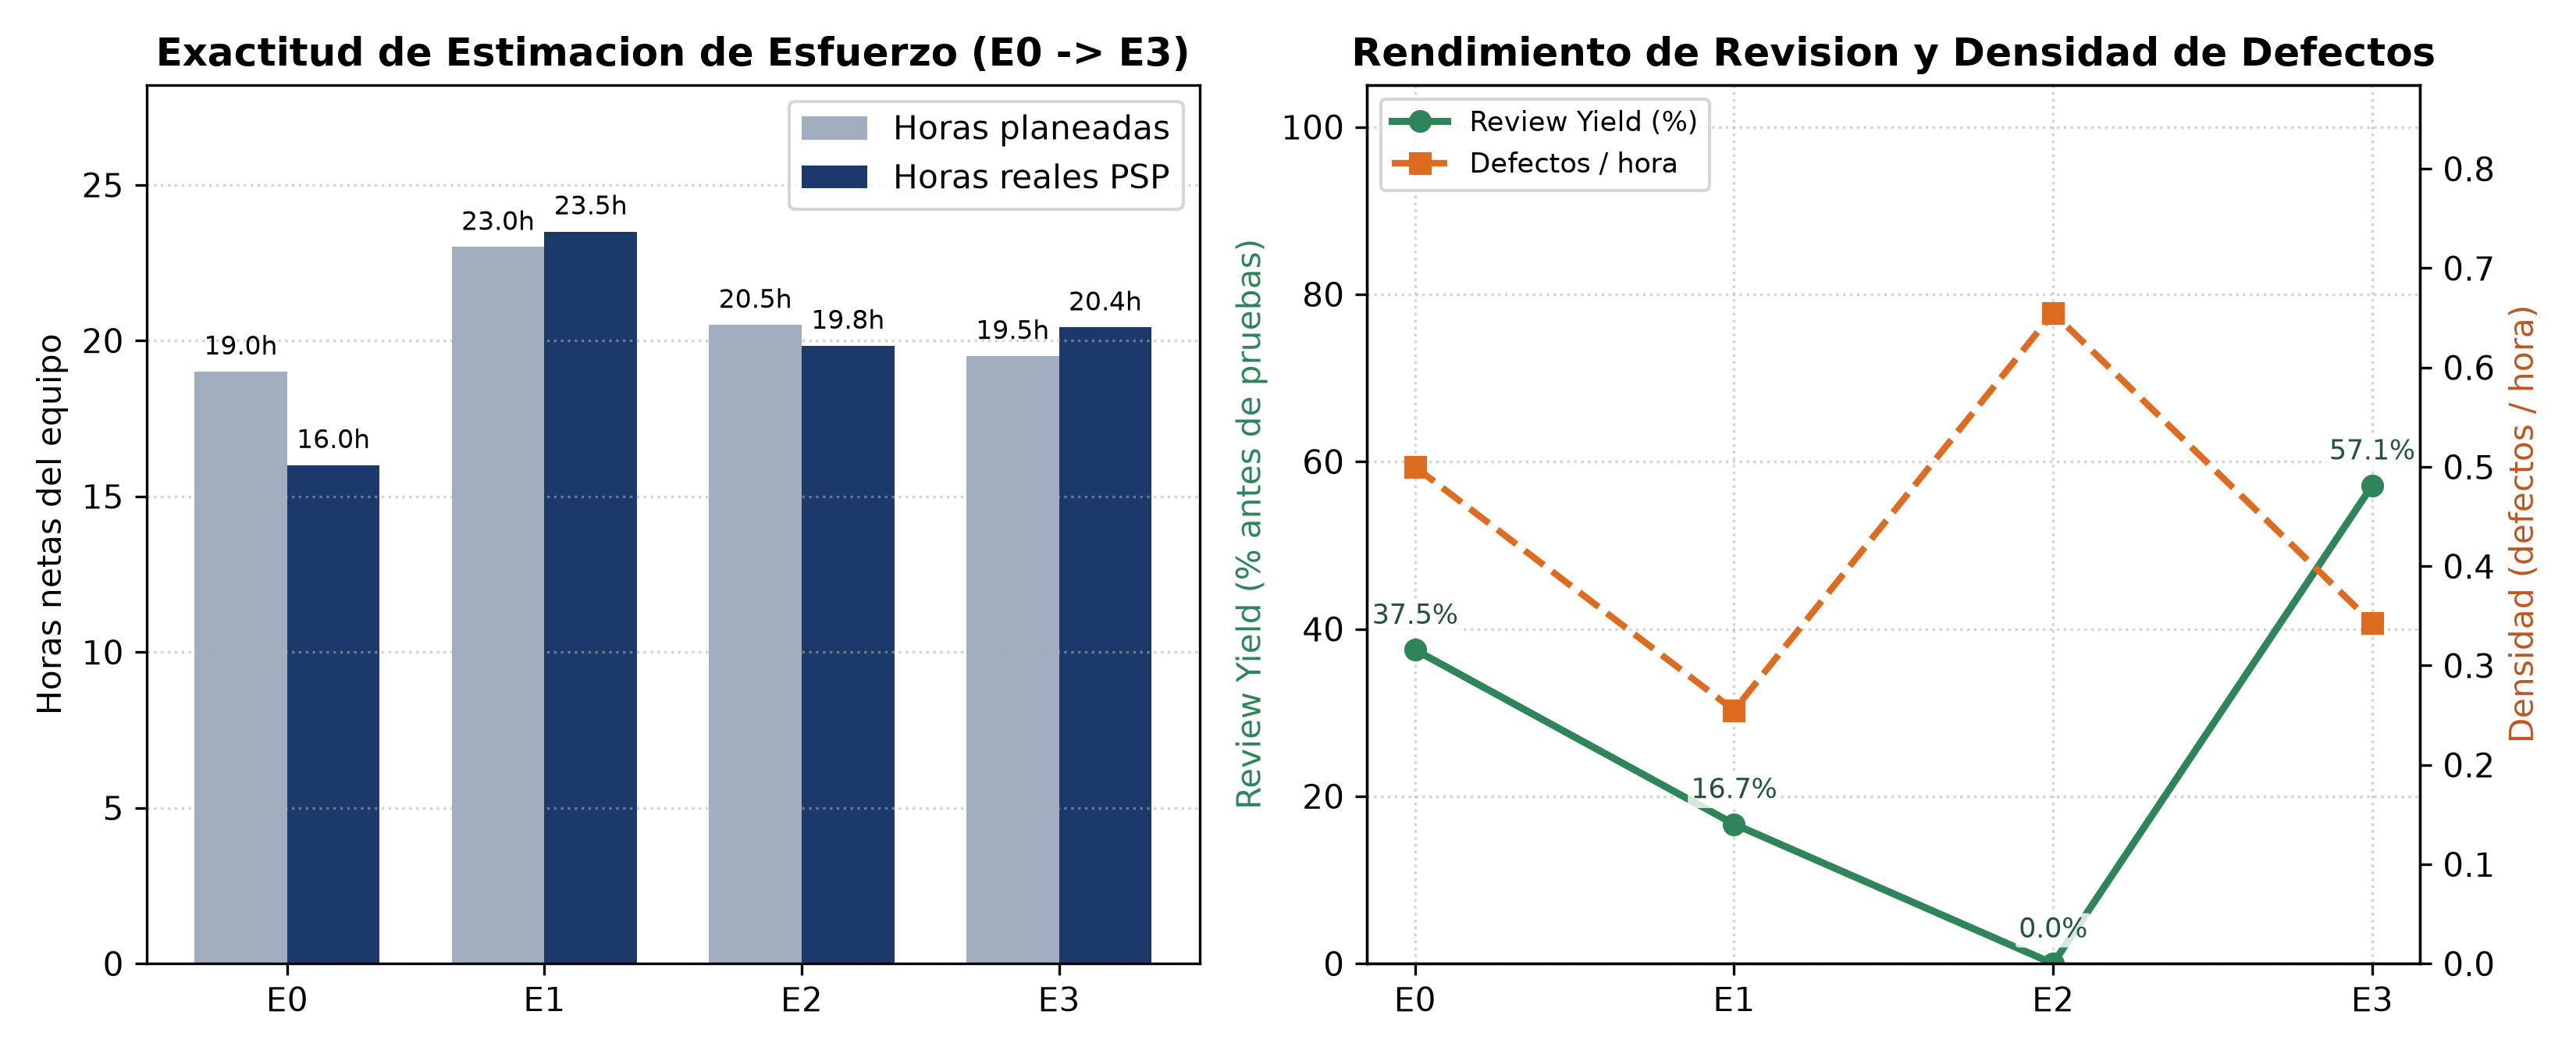 Exactitud de Estimacion de Esfuerzo (E0 -> E3)
Horas netas del equipo
25
20
15
10
5
0
Horas planeadas
Horas reales PSP
19.0h
16.0h
23.0h
23.5h
20.5h
19.8h
19.5h
20.4h
E0
E1
E2
E3
Rendimiento de Revision y Densidad de Defectos
Review Yield (% antes de pruebas)
100
80
60
40
20
0
Review Yield (%)
Defectos / hora
37.5%
16.7%
0.0%
57.1%
E0
E1
E2
E3
0.8
0.7
0.6
0.5
0.4
0.3
0.2
0.1
0.0
Densidad (defectos / hora)